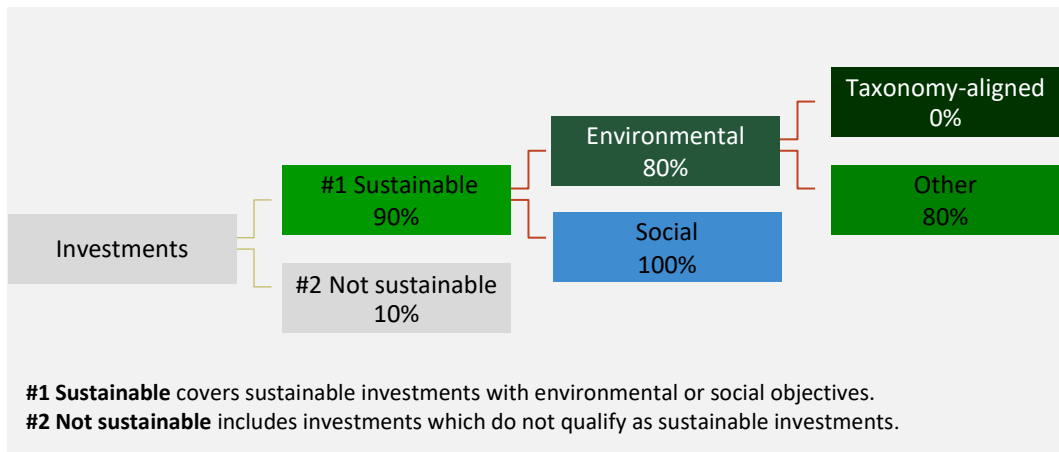 Taxonomy-aligned
0%
Environmental
80%
#1 Sustainable
90%
Other
80%
Social
100%
Investments
#2 Not sustainable
10%
#1 Sustainable covers sustainable investments with environmental or social objectives.
#2 Not sustainable includes investments which do not qualify as sustainable investments.